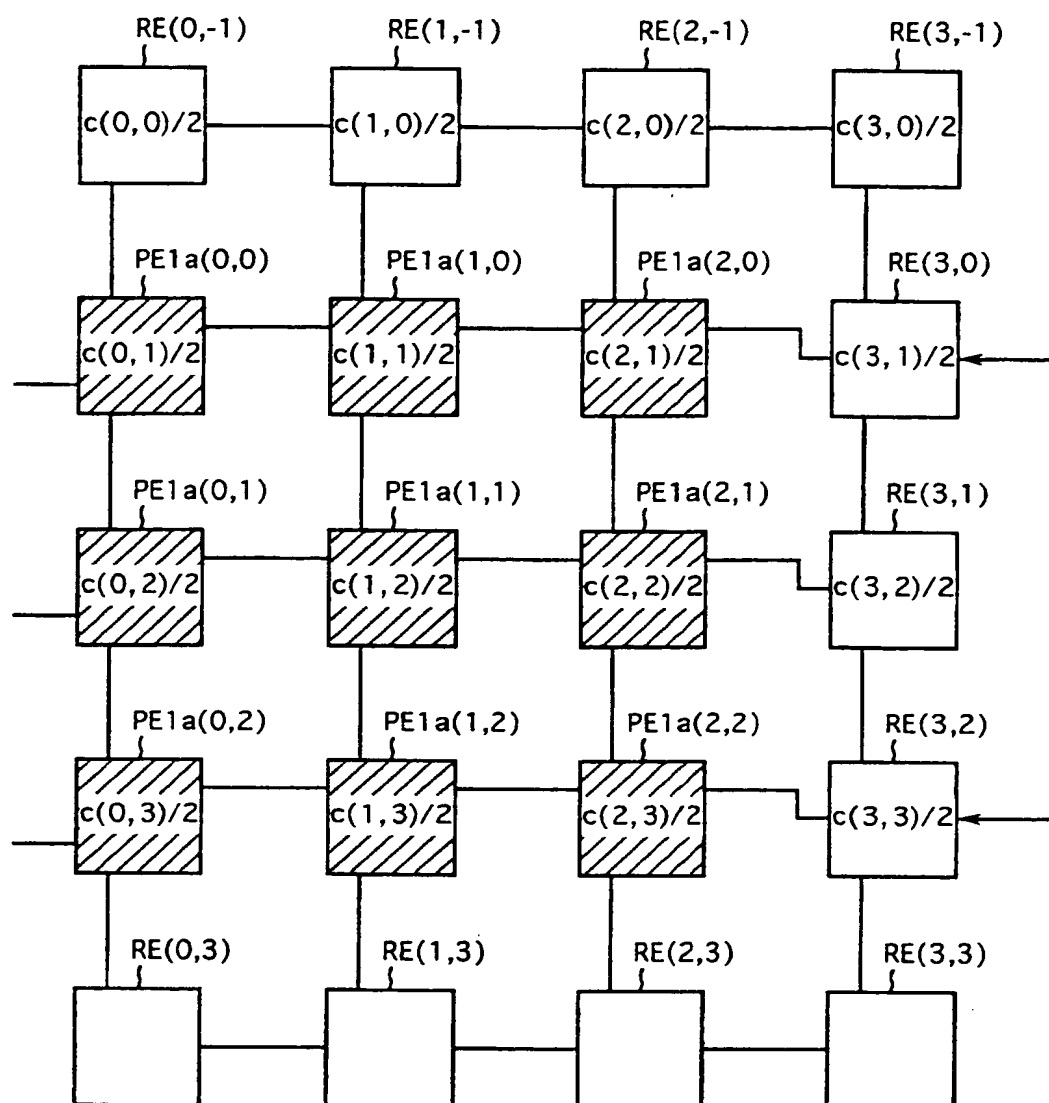 RE(0,-1) RE(1,-1) RE(2,-1) RE(3,-1)
c(0,0)/2 c(1,0)/2 c(2,0)/2 c(3,0)/2
PE1a(0,0) PE1a(1,0) PE1a(2,0) RE(3,0)
c(0,1)/2 c(1,1)/2 c(2,1)/2 c(3,1)/2
PE1a(0,1) PE1a(1,1) PE1a(2,1) RE(3,1)
c(0,2)/2 c(1,2)/2 c(2,2)/2 c(3,2)/2
PE1a(0,2) PE1a(1,2) PE1a(2,2) RE(3,2)
c(0,3)/2 c(1,3)/2 c(2,3)/2 c(3,3)/2
RE(0,3) RE(1,3) RE(2,3) RE(3,3)